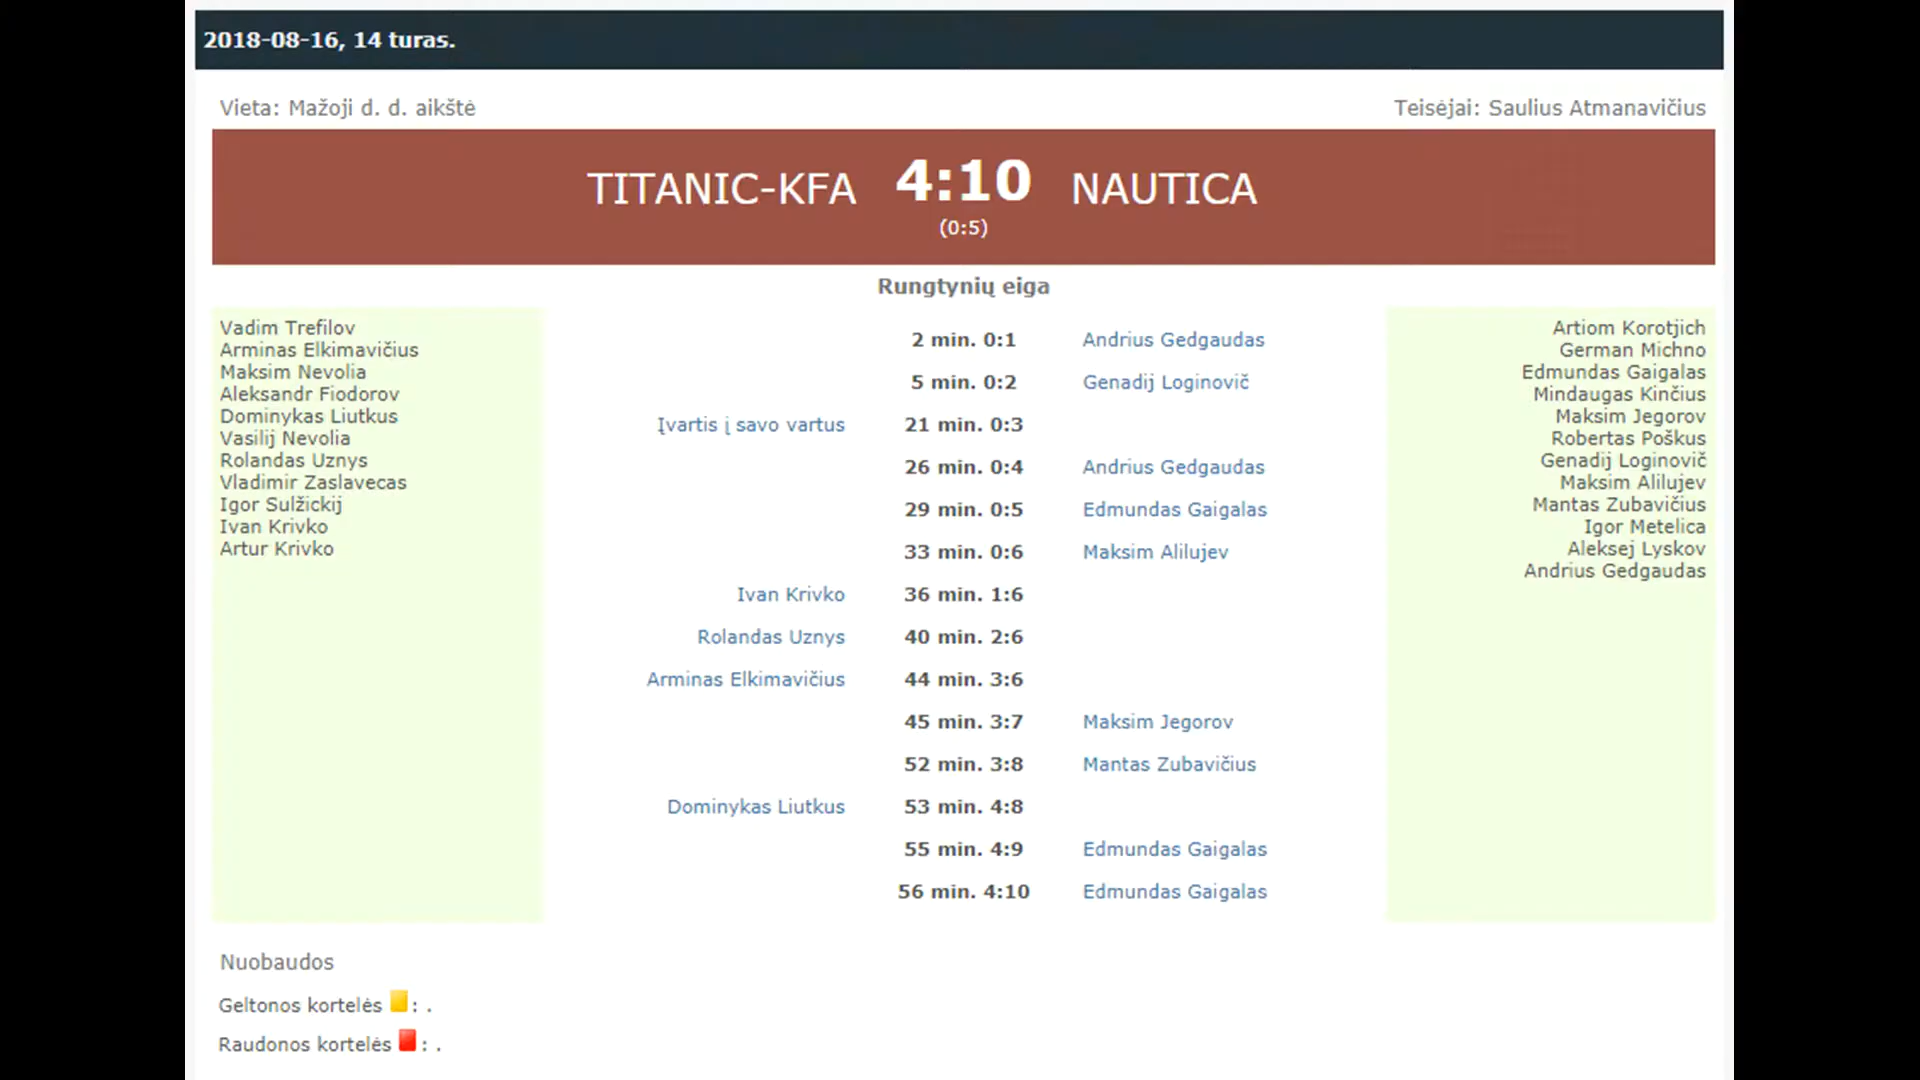 2018-08-16, 14 turas.
Vieta: Mažoji d. d. aikštė
Teisėjai: Saulius Atmanavičius
TITANIC-KFA 4:10 NAUTICA
(0:5)
Rungtynių eiga
Vadim Trefilov
Arminas Elkimavičius
Maksim Nevolia
Aleksandr Fiodorov
Dominykas Liutkus
Vasilij Nevolia
Rolandas Uznys
Vladimir Zaslavecas
Igor Sulžickij
Ivan Krivko
Artur Krivko
2 min. 0:1 Andrius Gedgaudas
5 min. 0:2 Genadij Loginovič
Įvartis į savo vartus 21 min. 0:3
26 min. 0:4 Andrius Gedgaudas
29 min. 0:5 Edmundas Gaigalas
33 min. 0:6 Maksim Alilujev
Ivan Krivko 36 min. 1:6
Rolandas Uznys 40 min. 2:6
Arminas Elkimavičius 44 min. 3:6
45 min. 3:7 Maksim Jegorov
52 min. 3:8 Mantas Zubavičius
Dominykas Liutkus 53 min. 4:8
55 min. 4:9 Edmundas Gaigalas
56 min. 4:10 Edmundas Gaigalas
Artiom Korotjich
German Michno
Edmundas Gaigalas
Mindaugas Kinčius
Maksim Jegorov
Robertas Poškus
Genadij Loginovič
Maksim Alilujev
Mantas Zubavičius
Igor Metelica
Aleksej Lyskov
Andrius Gedgaudas
Nuobaudos
Geltonos kortelės : .
Raudonos kortelės : .